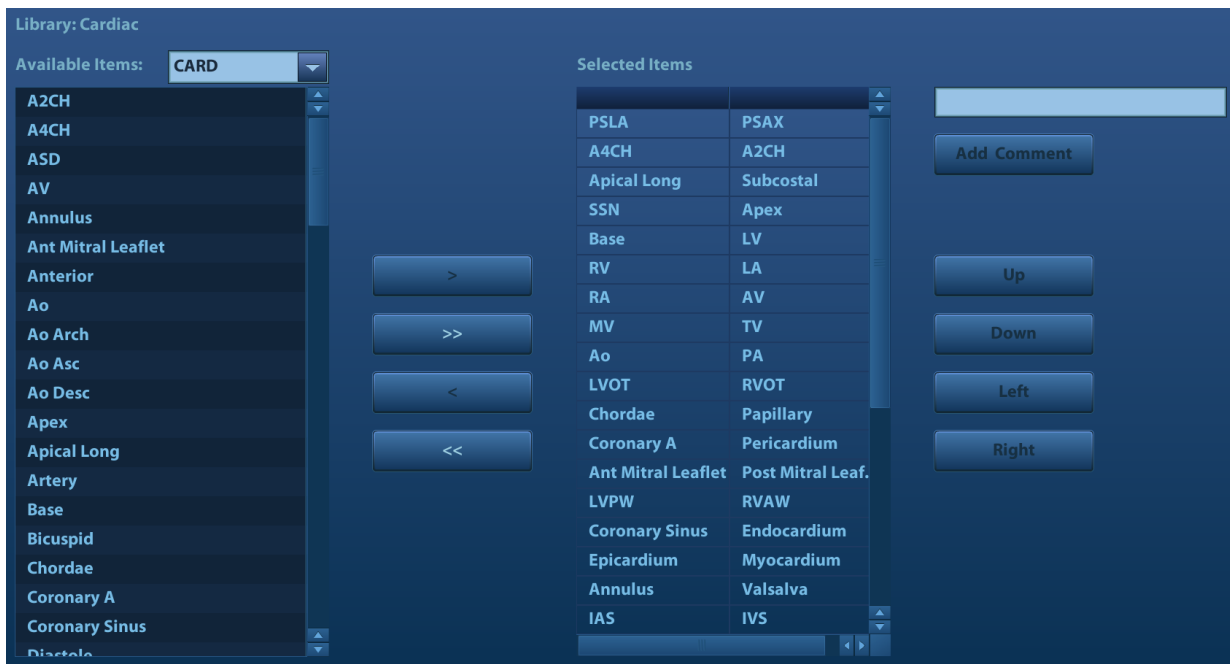 Library: Cardiac
Available Items: CARD
A2CH
A4CH
ASD
AV
Annulus
Ant Mitral Leaflet
Anterior
Ao
Ao Arch
Ao Asc
Ao Desc
Apex
Apical Long
Artery
Base
Bicuspid
Chordae
Coronary A
Coronary Sinus
Diastole
>
>>
<
<<
Selected Items
PSLA PSAX
A4CH A2CH
Apical Long Subcostal
SSN Apex
Base LV
RV LA
RA AV
MV TV
Ao PA
LVOT RVOT
Chordae Papillary
Coronary A Pericardium
Ant Mitral Leaflet Post Mitral Leaf.
LVPW RVAW
Coronary Sinus Endocardium
Epicardium Myocardium
Annulus Valsalva
IAS IVS
Add Comment
Up
Down
Left
Right